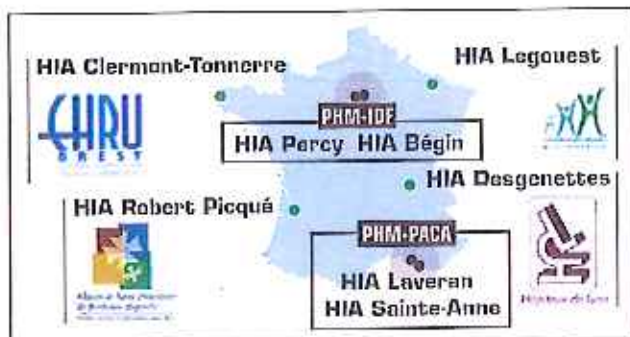 HIA Clermont-Tonnerre
HIA Legouest
CHRU
BREST
PHM-IDF
HIA Percy HIA Bégin
HIA Desgenettes
HIA Robert Picqué
PHM-PACA
HIA Laveran
HIA Sainte-Anne